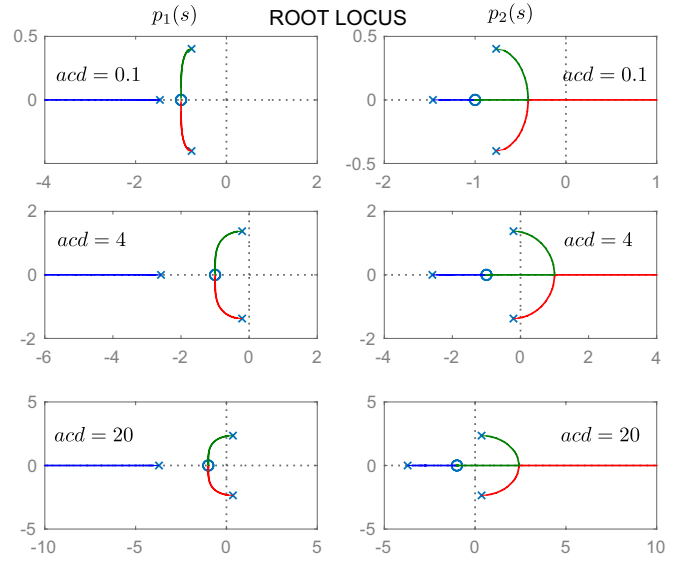 p₁(s) ROOT LOCUS p₂(s)
0.5 0.5
acd = 0.1 acd = 0.1
0 0
-0.5 -0.5
-4 -2 0 2 -2 -1 0 1
2 2
acd = 4 acd = 4
0 0
-2 -2
-6 -4 -2 0 2 -4 -2 0 2 4
5 5
acd = 20 acd = 20
0 0
-5 -5
-10 -5 0 5 -5 0 5 10